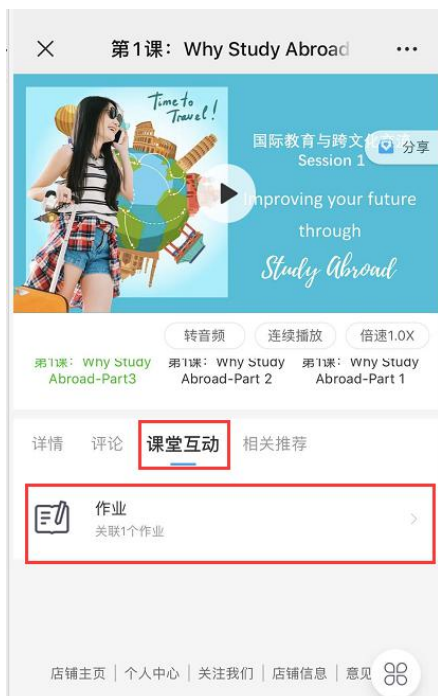 第1课：Why Study Abroad
Time to
Travel!
国际教育与跨文化交流
分享
Session 1
Improving your future
through
Study Abroad
转音频
连续播放
倍速1.0X
第1课：Why Study
Abroad-Part3
第1课：Why Study
Abroad-Part 2
第1课：Why Study
Abroad-Part 1
详情 评论 课堂互动 相关推荐
作业
关联1个作业
店铺主页 | 个人中心 | 关注我们 | 店铺信息 | 意见